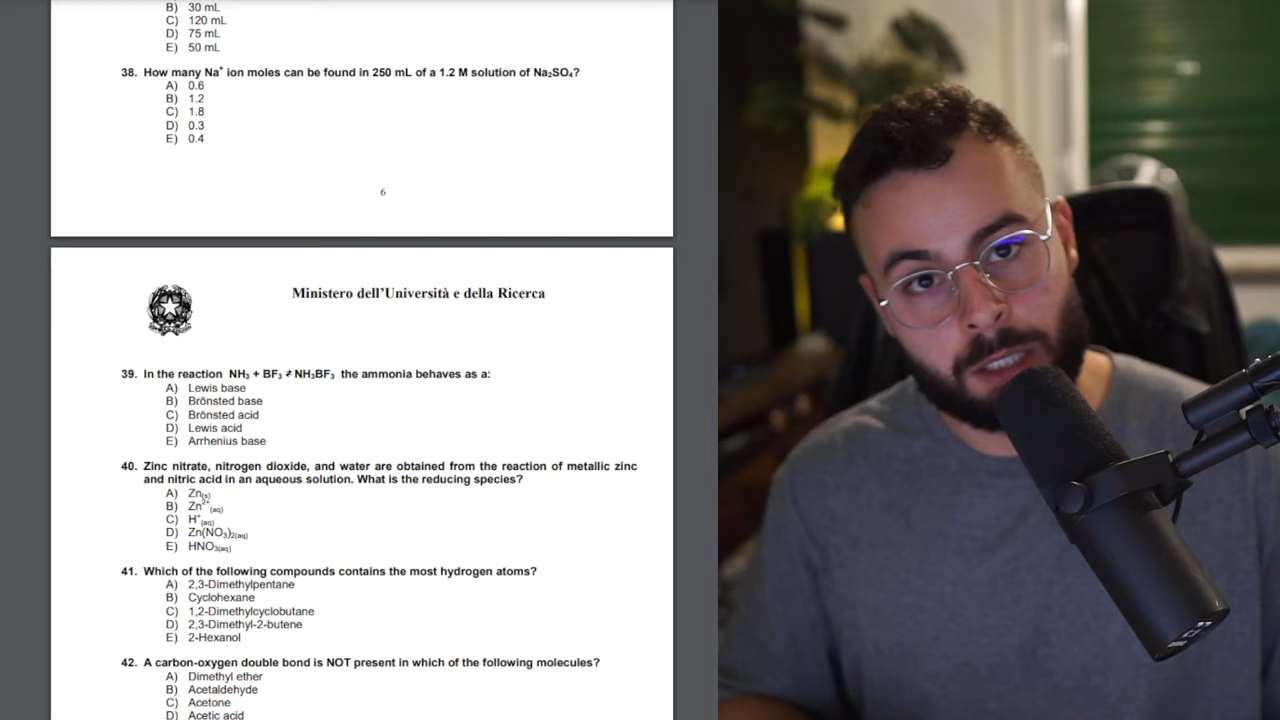 B) 30 mL
C) 120 mL
D) 75 mL
E) 50 mL
38. How many Na⁺ ion moles can be found in 250 mL of a 1.2 M solution of Na₂SO₄?
A) 0.6
B) 1.2
C) 1.8
D) 0.3
E) 0.4
6
Ministero dell'Università e della Ricerca
39. In the reaction NH₃ + BF₃ ⇄ NH₃BF₃ the ammonia behaves as a:
A) Lewis base
B) Brönsted base
C) Brönsted acid
D) Lewis acid
E) Arrhenius base
40. Zinc nitrate, nitrogen dioxide, and water are obtained from the reaction of metallic zinc
and nitric acid in an aqueous solution. What is the reducing species?
A) Zn(s)
B) Zn²⁺(aq)
C) H⁺(aq)
D) Zn(NO₃)₂(aq)
E) HNO₃(aq)
41. Which of the following compounds contains the most hydrogen atoms?
A) 2,3-Dimethylpentane
B) Cyclohexane
C) 1,2-Dimethylcyclobutane
D) 2,3-Dimethyl-2-butene
E) 2-Hexanol
42. A carbon-oxygen double bond is NOT present in which of the following molecules?
A) Dimethyl ether
B) Acetaldehyde
C) Acetone
D) Acetic acid